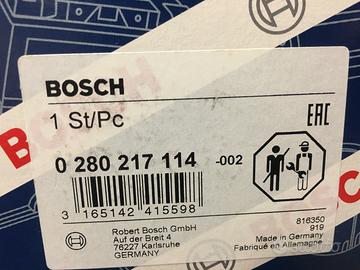 BOSCH
1 St/Pc
EAC
0 280 217 114 -002
3 165142 415598
Robert Bosch GmbH
Auf der Breit 4
76227 Karlsruhe
Germany
816350
919
Made in Germany
Fabriqué en Allemagne
BOSCH